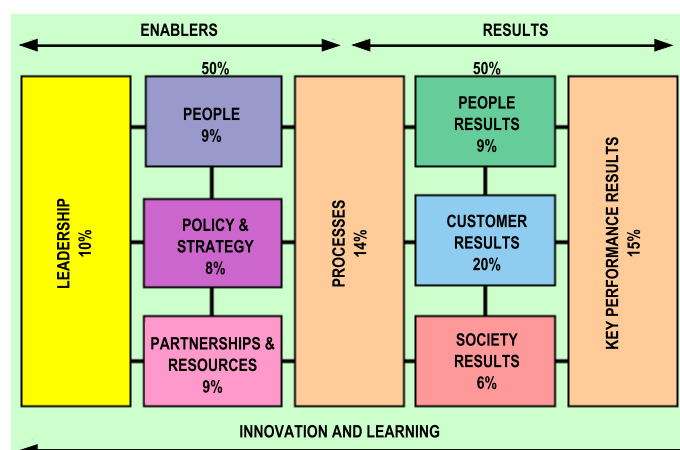 ENABLERS
RESULTS
50%
50%
LEADERSHIP
10%
PEOPLE
9%
POLICY &
STRATEGY
8%
PARTNERSHIPS &
RESOURCES
9%
PROCESSES
14%
PEOPLE
RESULTS
9%
CUSTOMER
RESULTS
20%
SOCIETY
RESULTS
6%
KEY PERFORMANCE RESULTS
15%
INNOVATION AND LEARNING